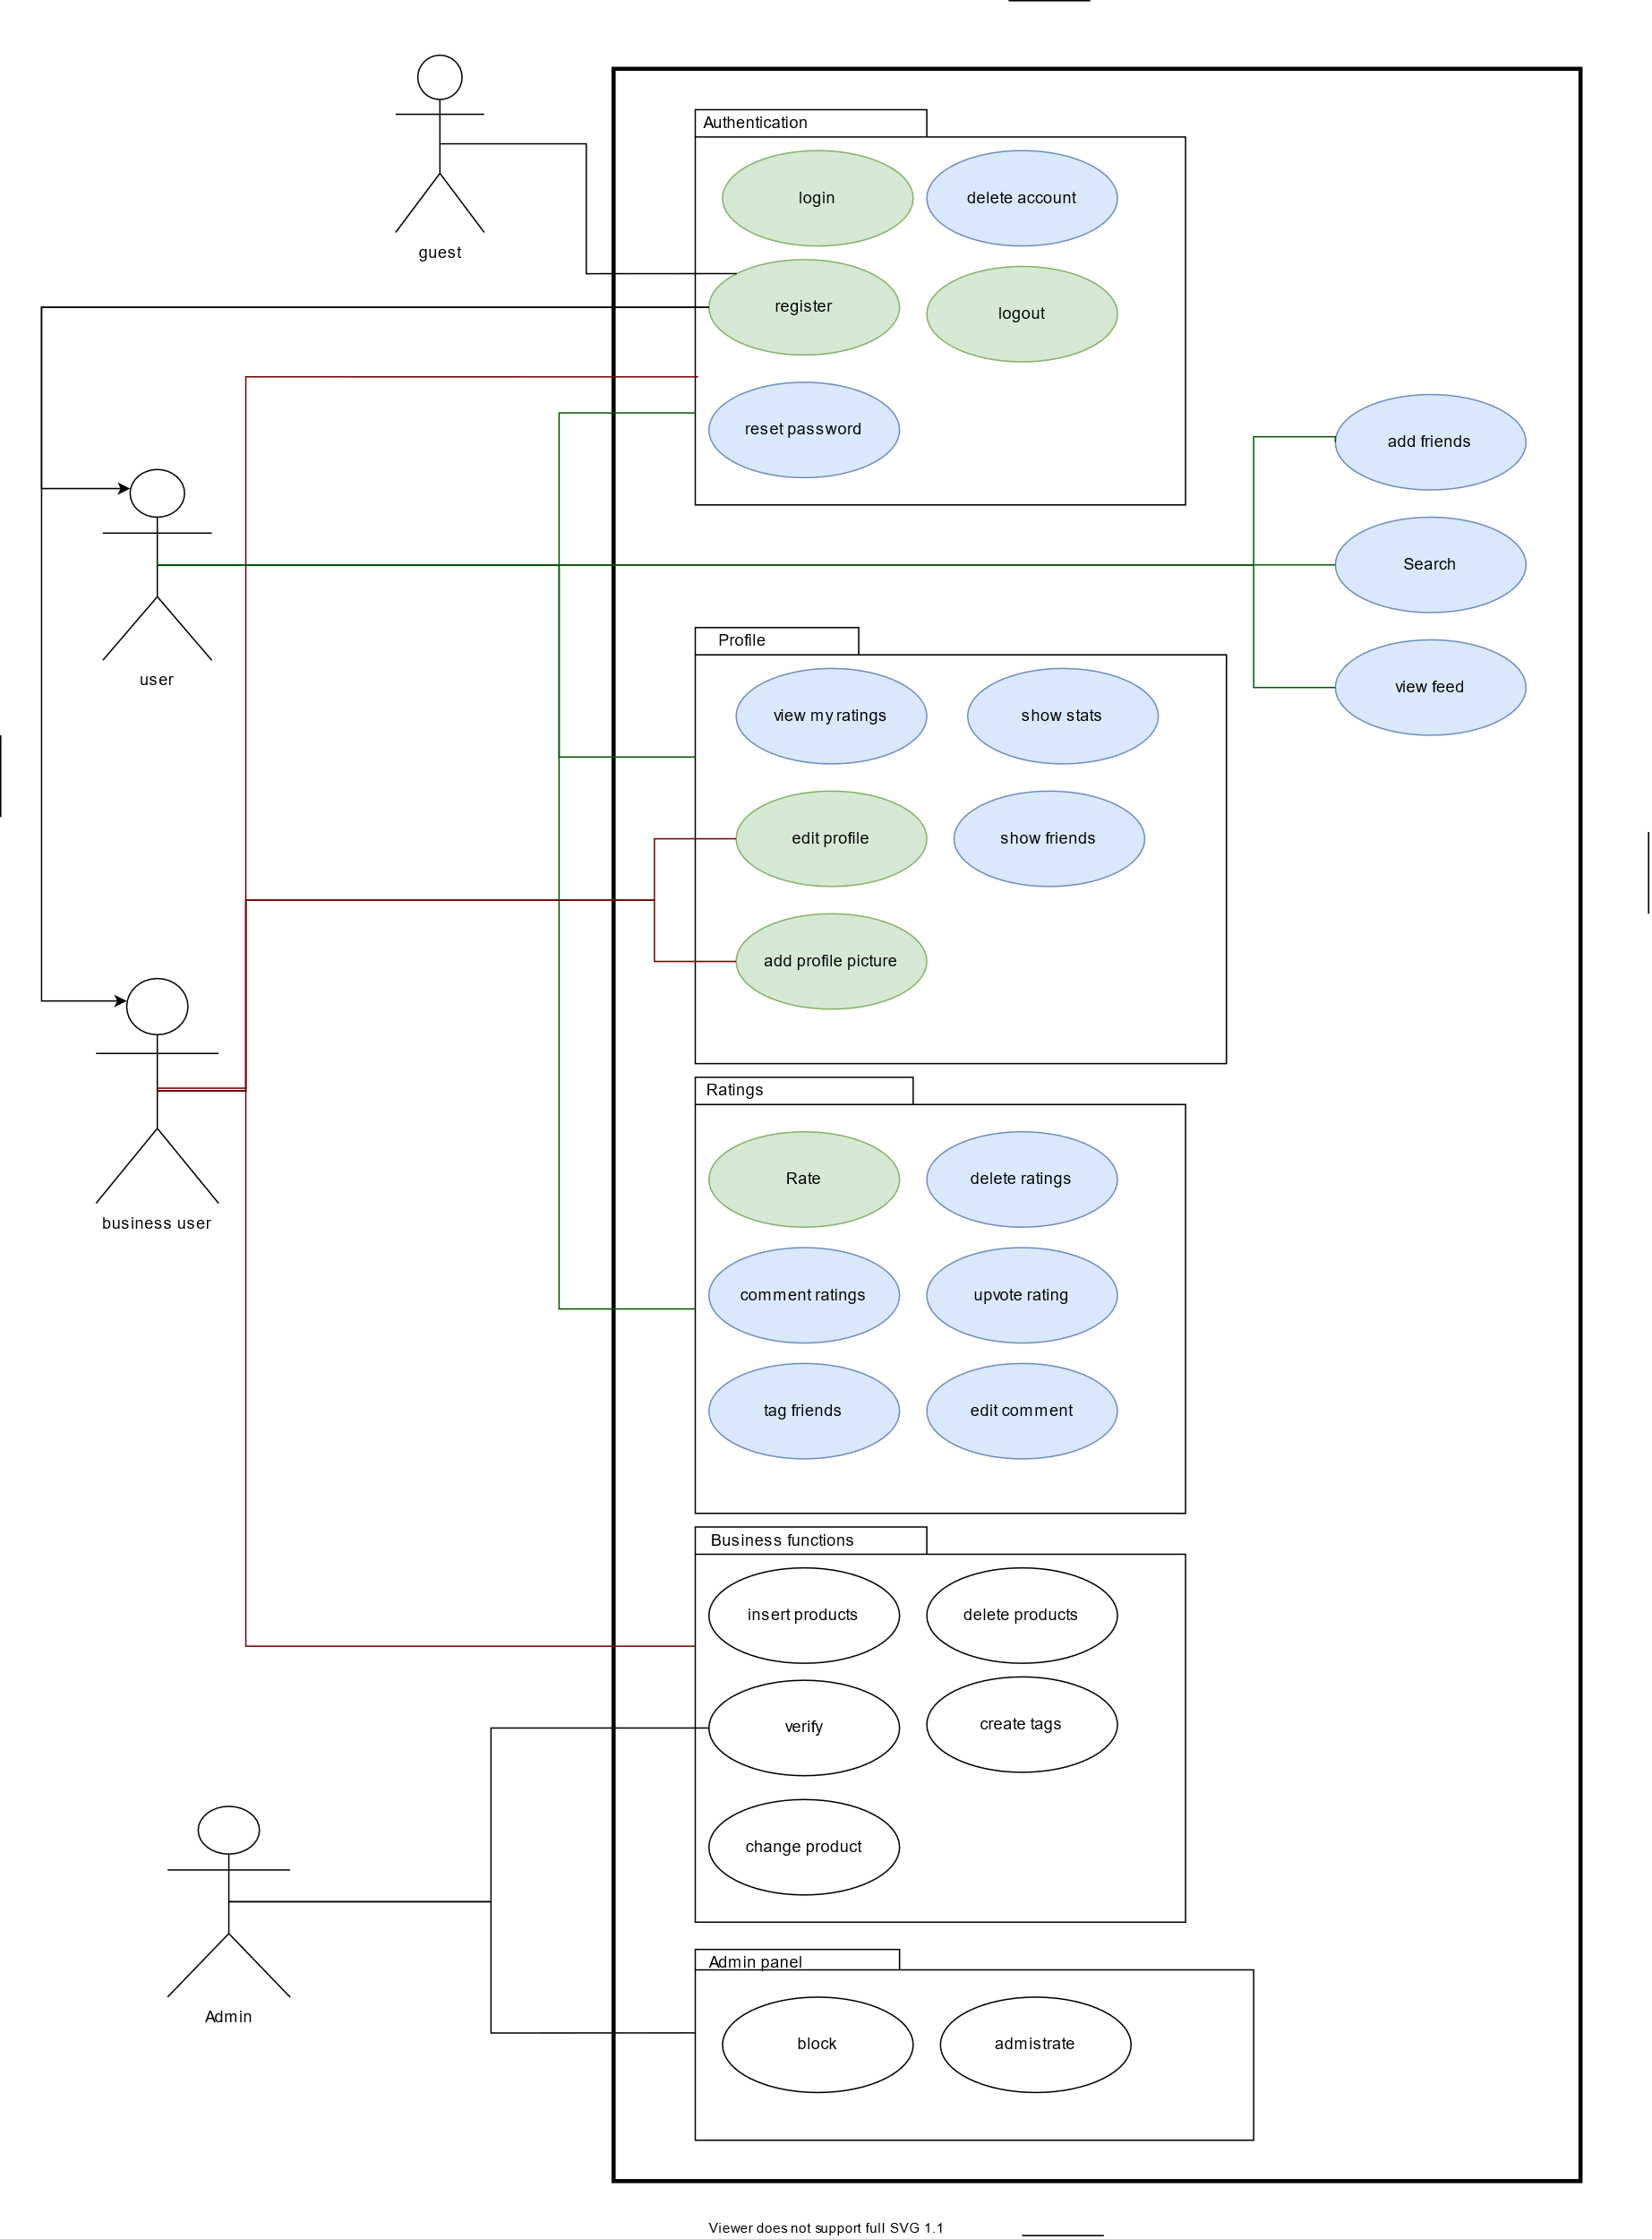 guest
Authentication
login
delete account
register
logout
reset password
user
add friends
Search
view feed
Profile
view my ratings
show stats
edit profile
show friends
add profile picture
business user
Ratings
Rate
delete ratings
comment ratings
upvote rating
tag friends
edit comment
Business functions
insert products
delete products
verify
create tags
change product
Admin
Admin panel
block
admistrate
Viewer does not support full SVG 1.1